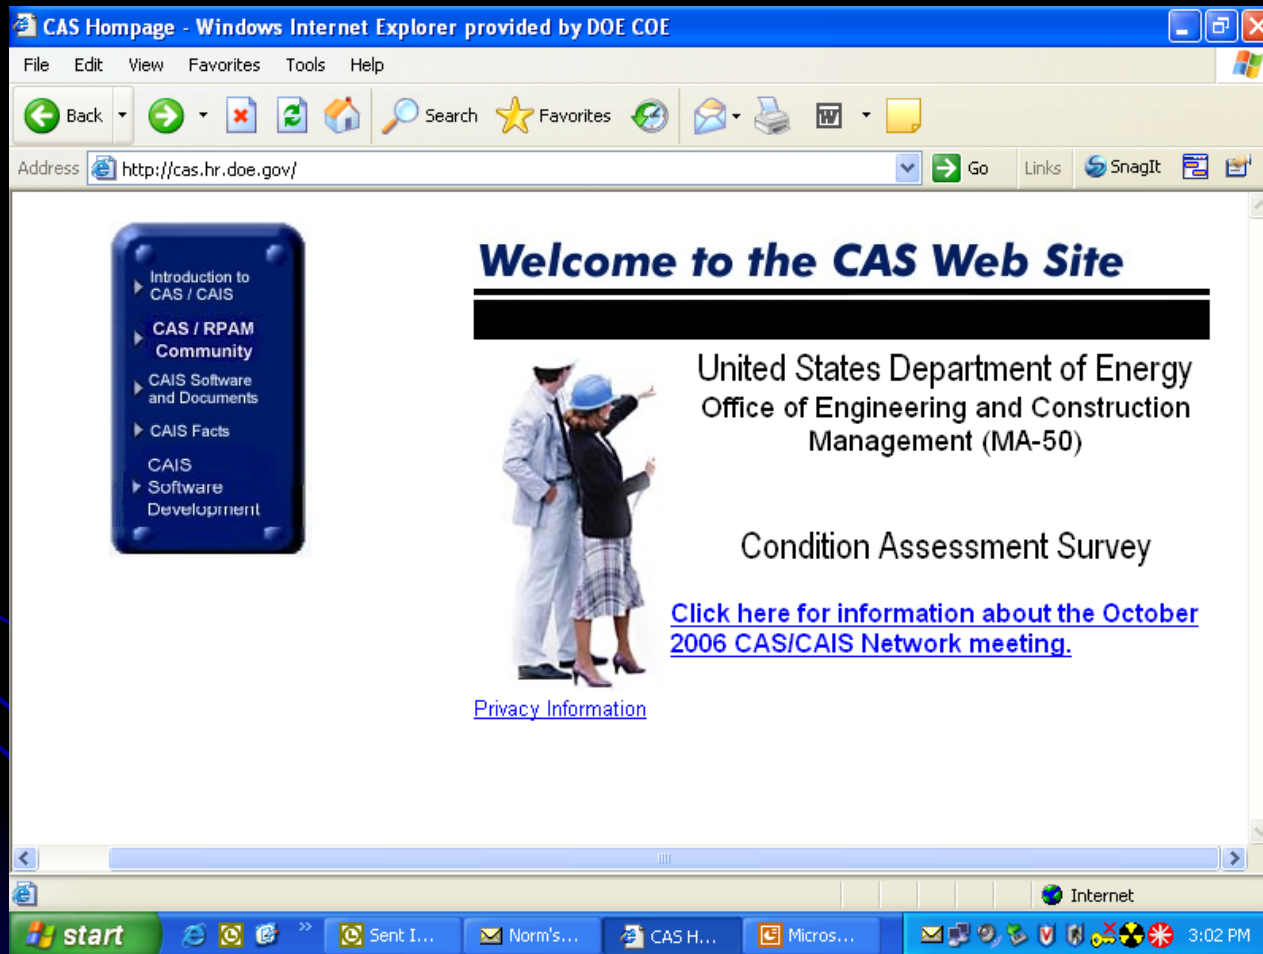 CAS Hompage - Windows Internet Explorer provided by DOE COE
File Edit View Favorites Tools Help
Back Search Favorites
Address http://cas.hr.doe.gov/ Go Links SnagIt
Welcome to the CAS Web Site
Introduction to
CAS / CAIS
CAS / RPAM
Community
CAIS Software
and Documents
CAIS Facts
CAIS
Software
Development
United States Department of Energy
Office of Engineering and Construction
Management (MA-50)
Condition Assessment Survey
Click here for information about the October
2006 CAS/CAIS Network meeting.
Privacy Information
Internet
start Sent I... Norm's... CAS H... Micros... 3:02 PM